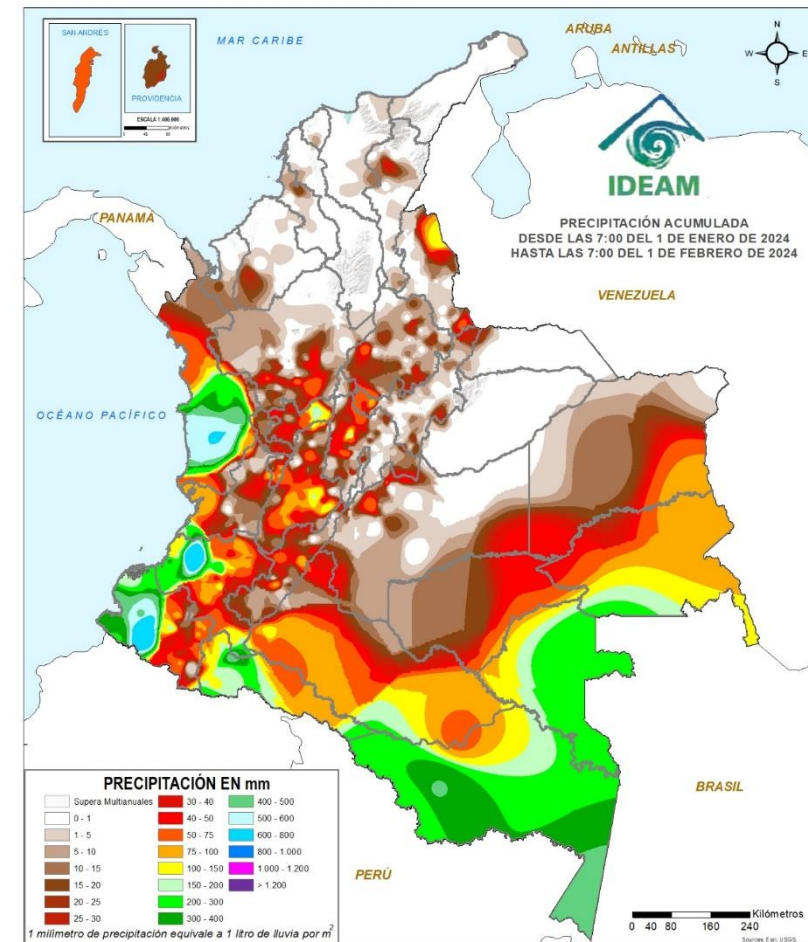 SAN ANDRÉS
PROVIDENCIA
ESCALA 1:400.000
Kilómetros
MAR CARIBE
ARUBA
ANTILLAS
N
W
E
S
IDEAM
PANAMÁ
PRECIPITACIÓN ACUMULADA
DESDE LAS 7:00 DEL 1 DE ENERO DE 2024
HASTA LAS 7:00 DEL 1 DE FEBRERO DE 2024
VENEZUELA
OCÉANO PACÍFICO
BRASIL
PERÚ
PRECIPITACIÓN EN mm
Supera Multianuales
0 - 1
1 - 5
5 - 10
10 - 15
15 - 20
20 - 25
25 - 30
30 - 40
40 - 50
50 - 75
75 - 100
100 - 150
150 - 200
200 - 300
300 - 400
400 - 500
500 - 600
600 - 800
800 - 1.000
1.000 - 1.200
> 1.200
1 milímetro de precipitación equivale a 1 litro de lluvia por m²
Kilómetros
0 40 80 160 240
Sources: Esri, USGS,